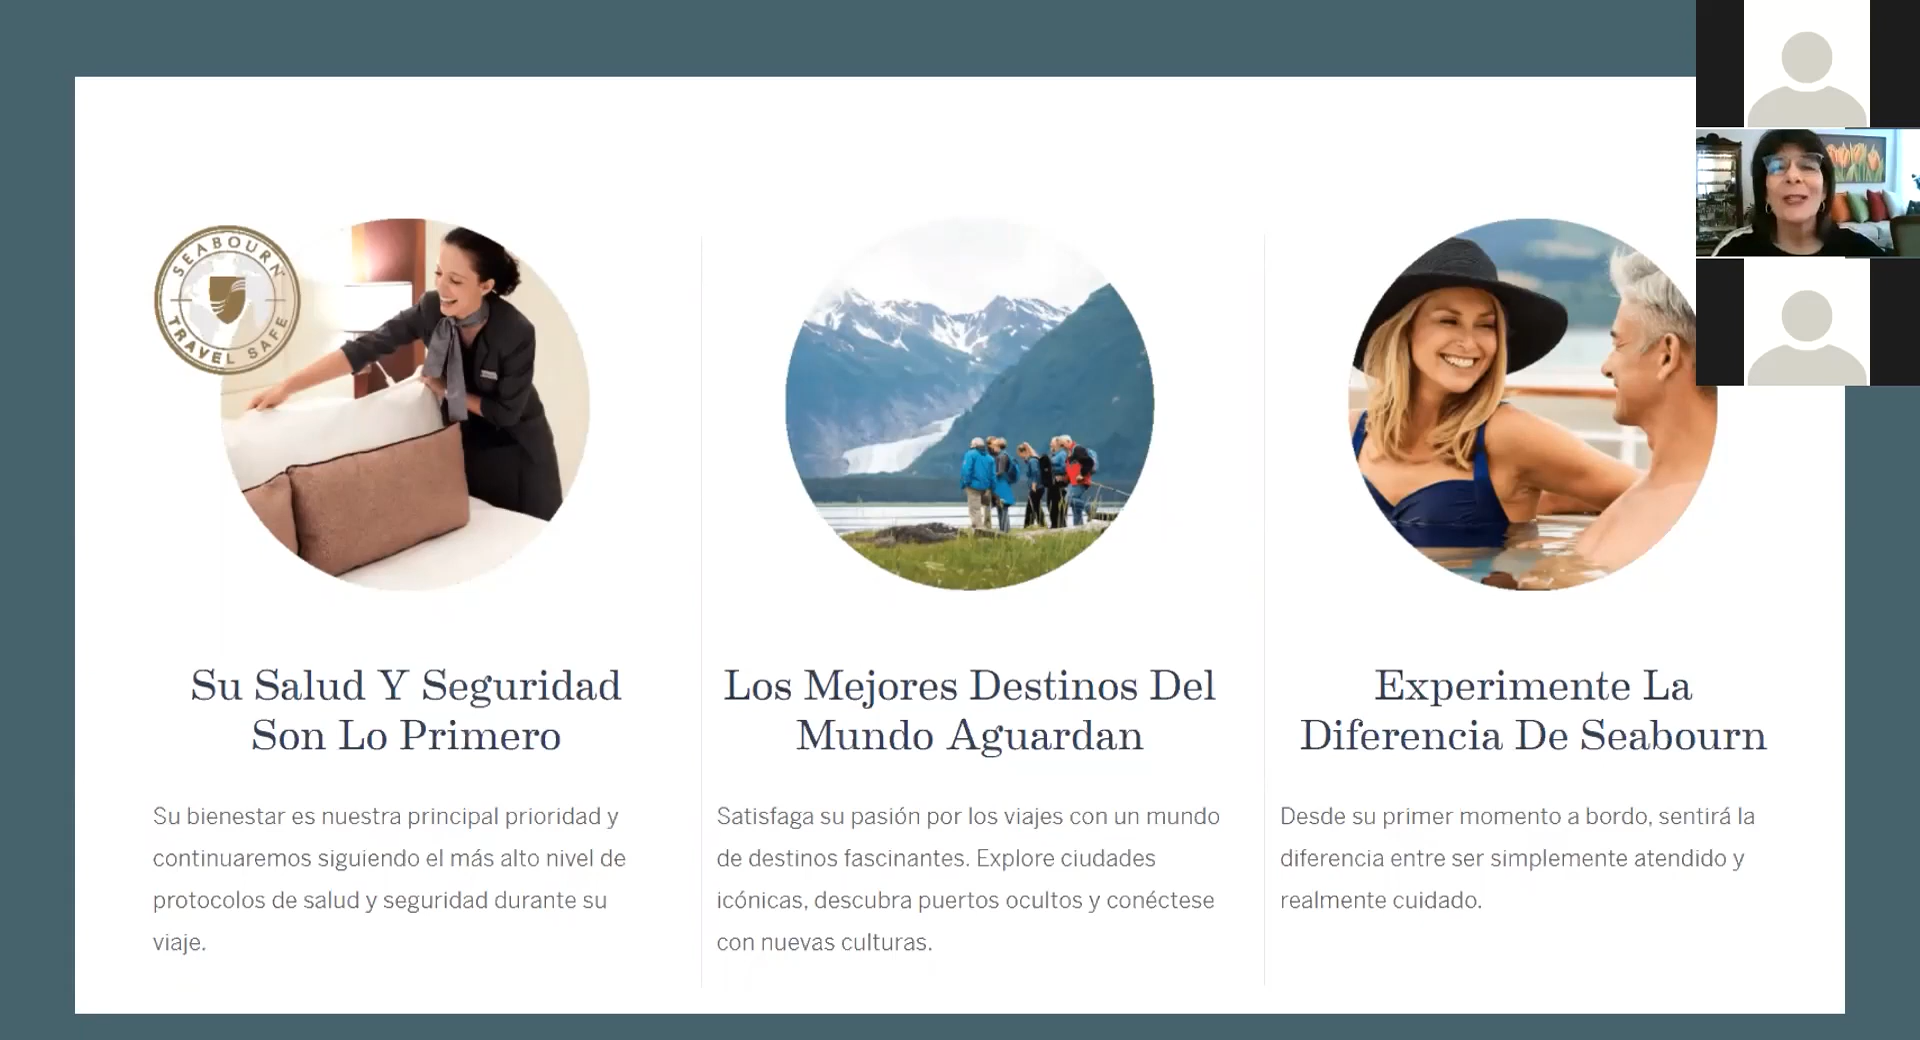 SEABOURN
TRAVEL SAFE
Su Salud Y Seguridad
Son Lo Primero
Su bienestar es nuestra principal prioridad y
continuaremos siguiendo el más alto nivel de
protocolos de salud y seguridad durante su
viaje.
Los Mejores Destinos Del
Mundo Aguardan
Satisfaga su pasión por los viajes con un mundo
de destinos fascinantes. Explore ciudades
icónicas, descubra puertos ocultos y conéctese
con nuevas culturas.
Experimente La
Diferencia De Seabourn
Desde su primer momento a bordo, sentirá la
diferencia entre ser simplemente atendido y
realmente cuidado.